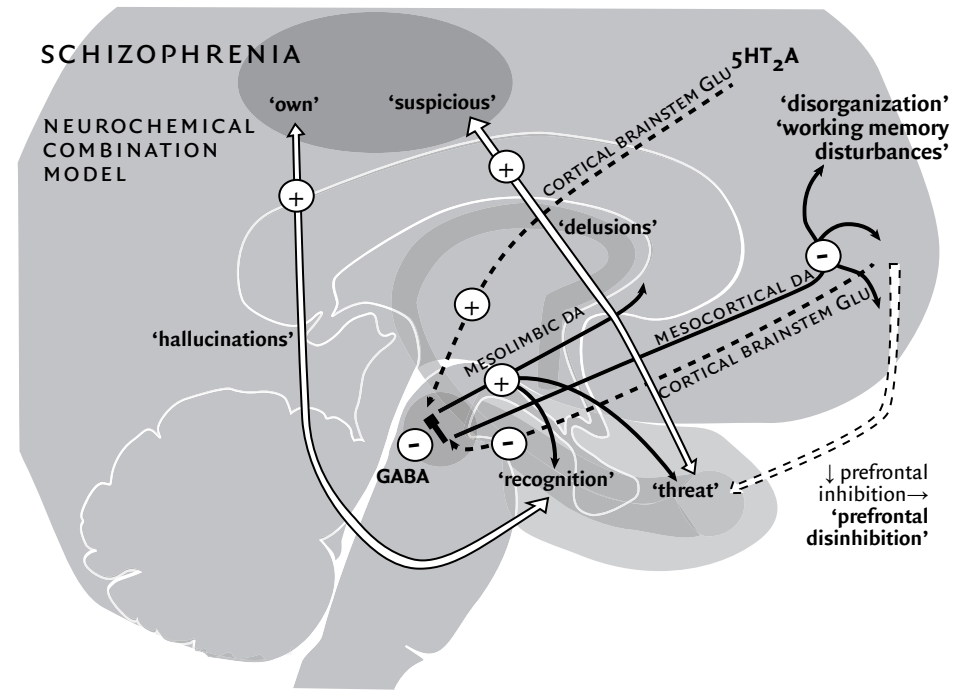 SCHIZOPHRENIA
NEUROCHEMICAL
COMBINATION
MODEL
'own'
'suspicious'
5HT2A
CORTICAL BRAINSTEM GLU
'disorganization'
'working memory
disturbances'
+
+
'delusions'
-
+
'hallucinations'
MESOLIMBIC DA
MESOCORTICAL DA
CORTICAL BRAINSTEM GLU
+
-
-
GABA
'recognition'
'threat'
↓ prefrontal
inhibition→
'prefrontal
disinhibition'